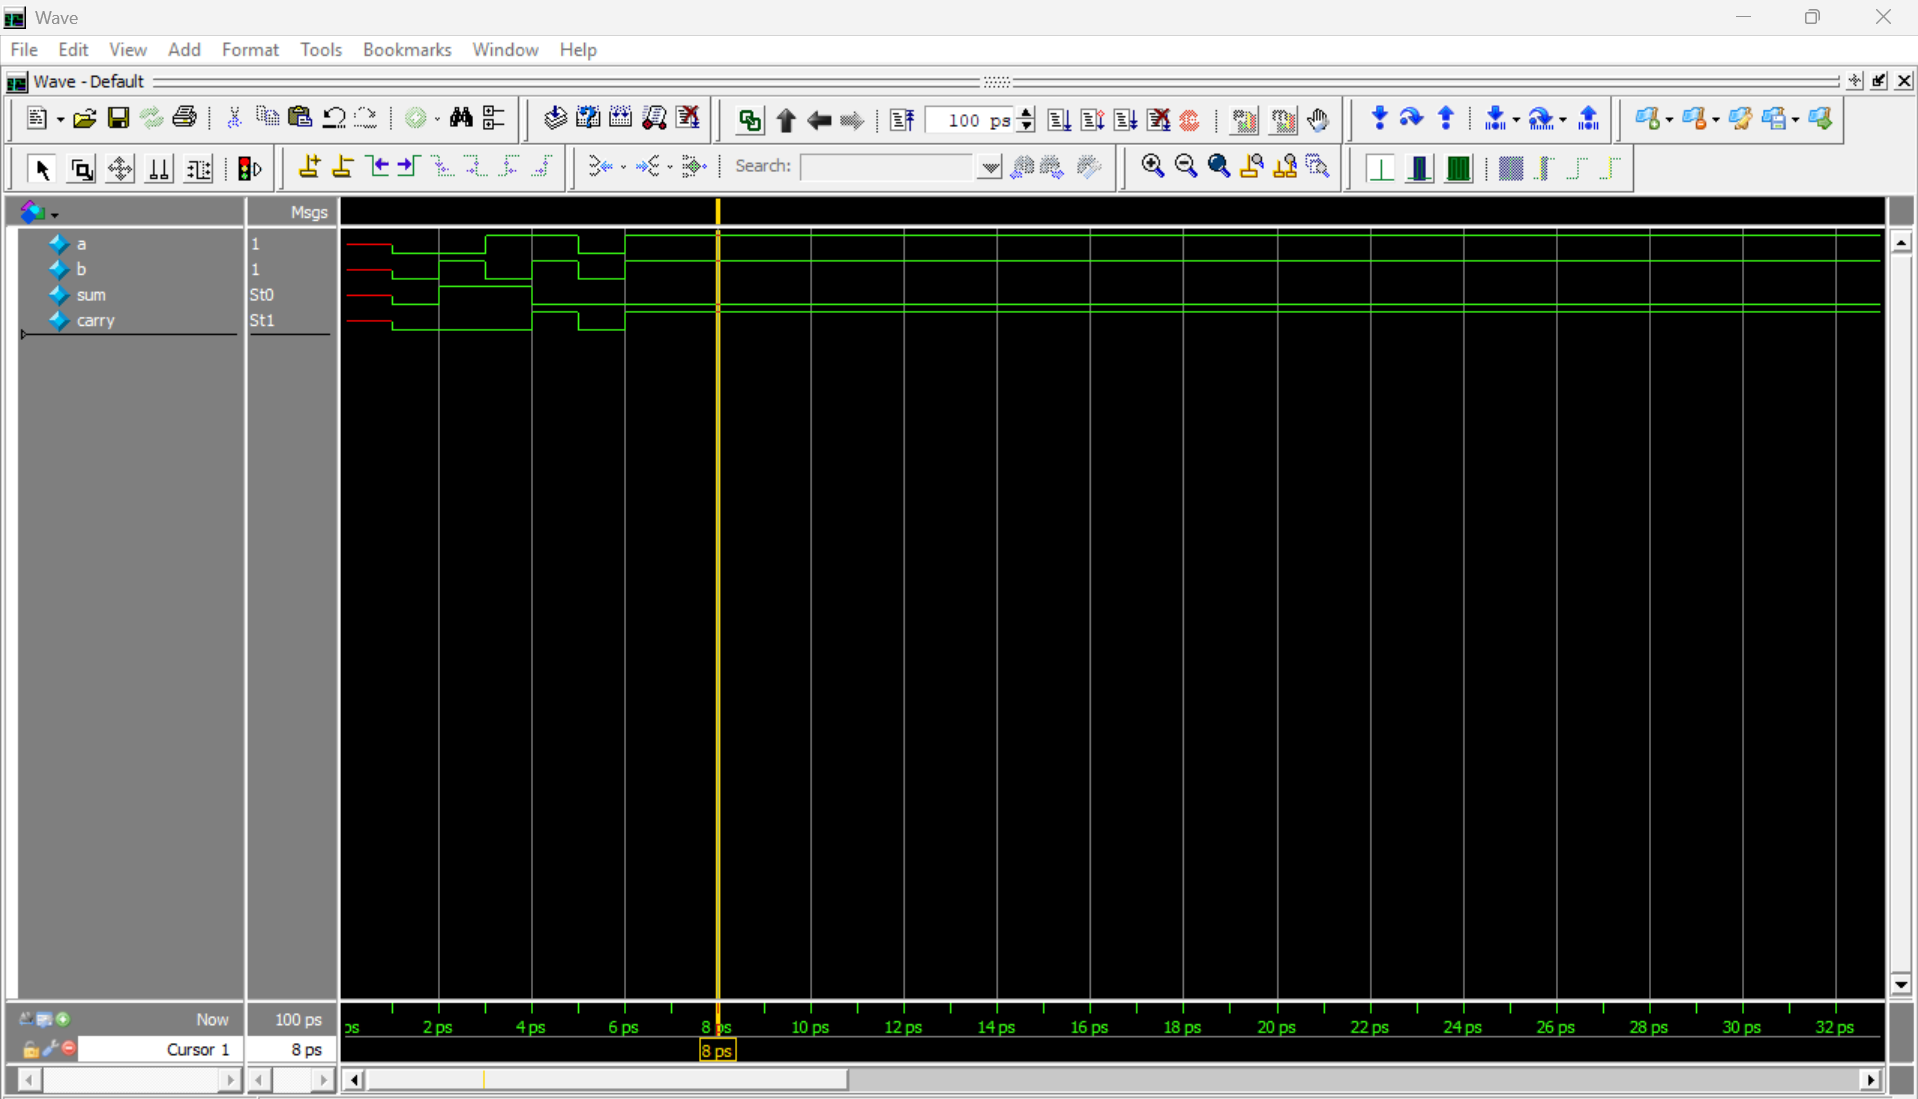 Wave
File Edit View Add Format Tools Bookmarks Window Help
Wave - Default
100 ps
Search:
Msgs
a 1
b 1
sum St0
carry St1
Now 100 ps
ps 2 ps 4 ps 6 ps 8 ps 10 ps 12 ps 14 ps 16 ps 18 ps 20 ps 22 ps 24 ps 26 ps 28 ps 30 ps 32 ps
Cursor 1 8 ps
8 ps